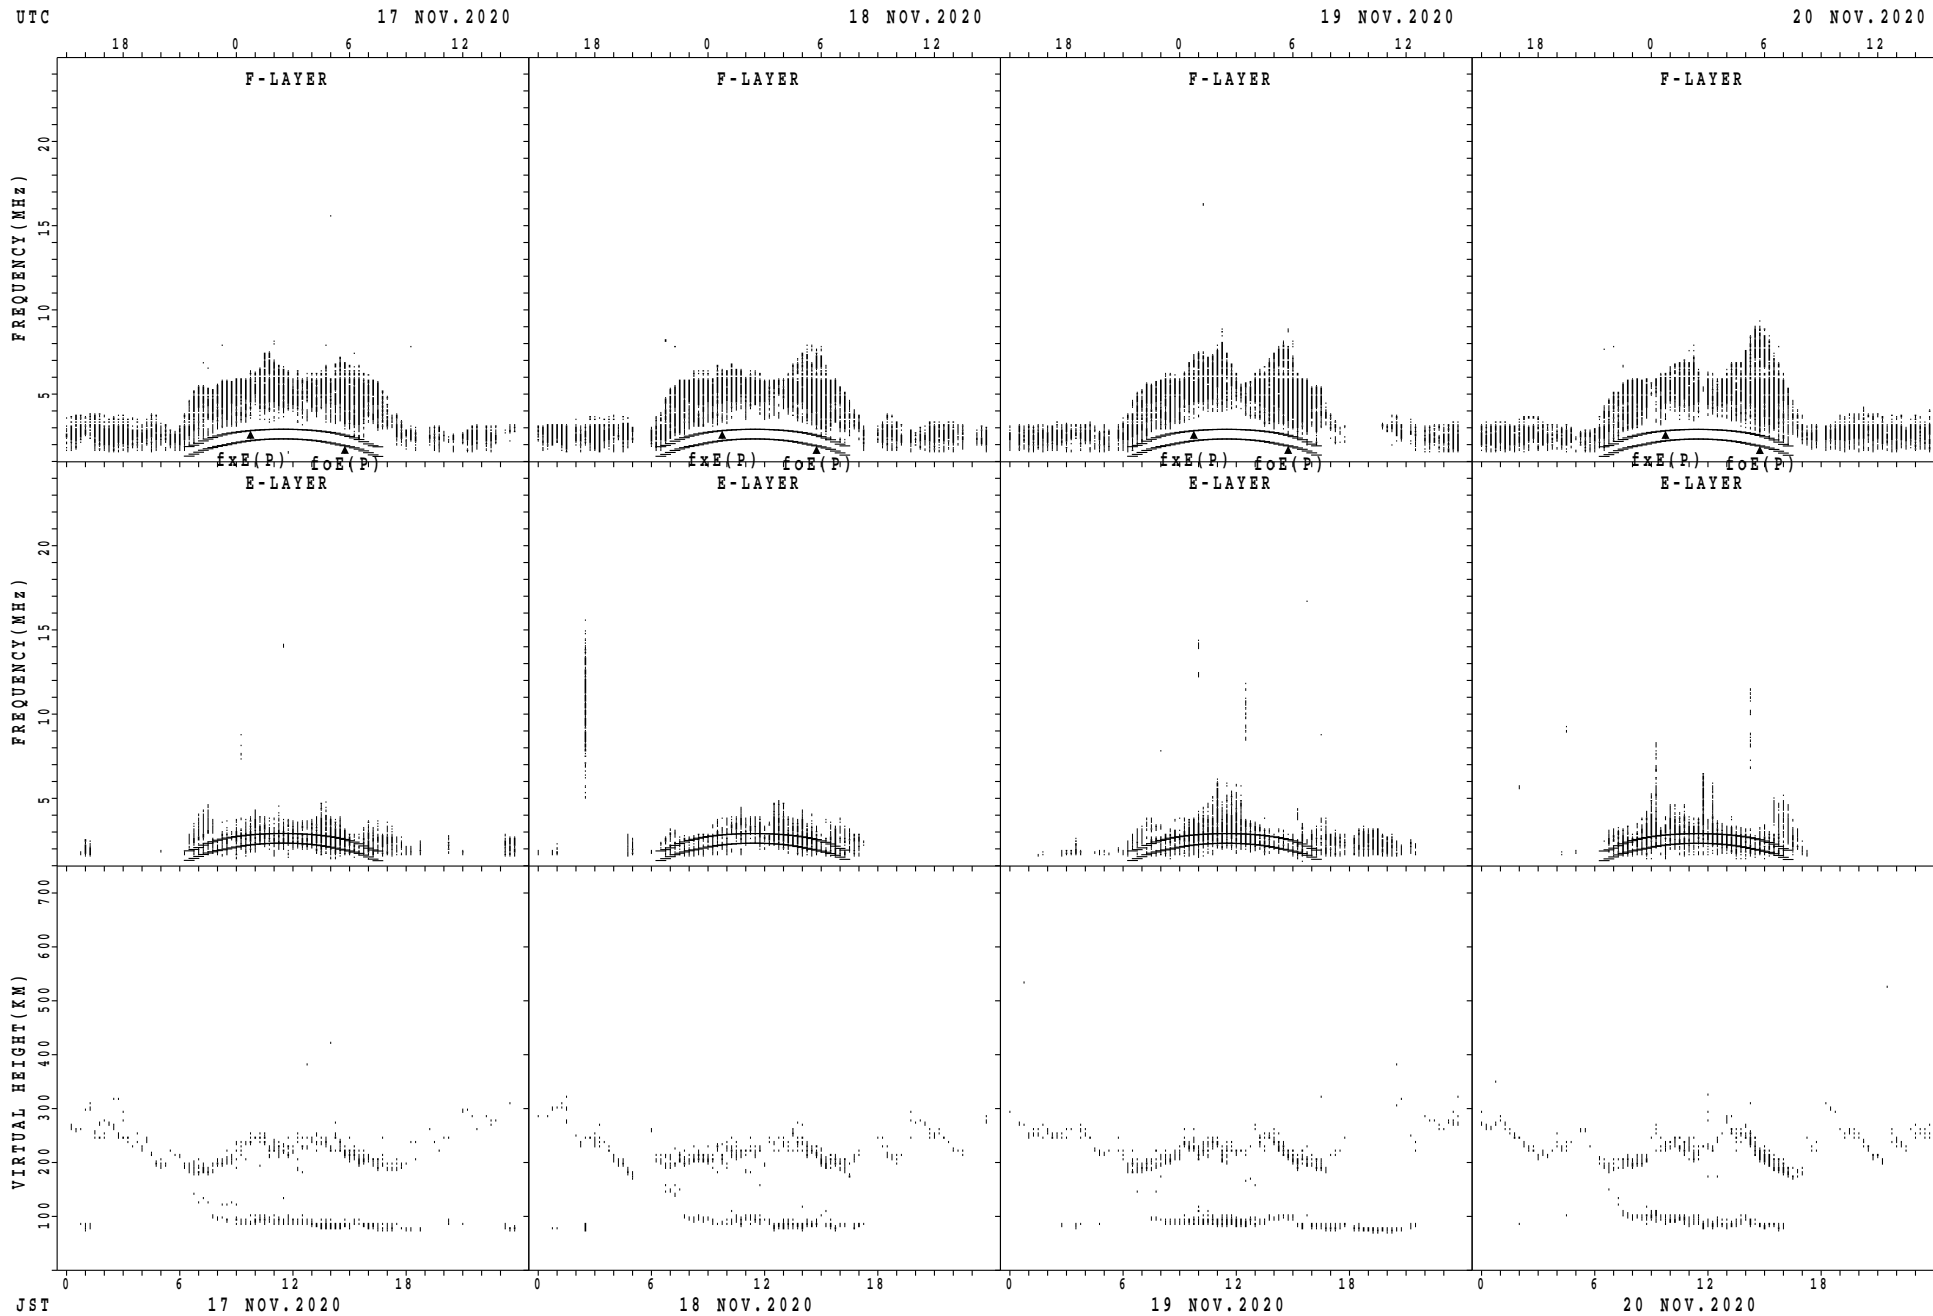 UTC 17 NOV.2020 18 NOV.2020 19 NOV.2020 20 NOV.2020
18 0 6 12 18 0 6 12 18 0 6 12 18 0 6 12
F-LAYER F-LAYER F-LAYER F-LAYER
FREQUENCY(MHz)
20
15
10
5
fxE(P) foE(P) fxE(P) foE(P) fxE(P) foE(P) fxE(P) foE(P)
E-LAYER E-LAYER E-LAYER E-LAYER
FREQUENCY(MHz)
20
15
10
5
VIRTUAL HEIGHT(KM)
700
600
500
400
300
200
100
0 6 12 18 0 6 12 18 0 6 12 18 0 6 12 18
JST 17 NOV.2020 18 NOV.2020 19 NOV.2020 20 NOV.2020